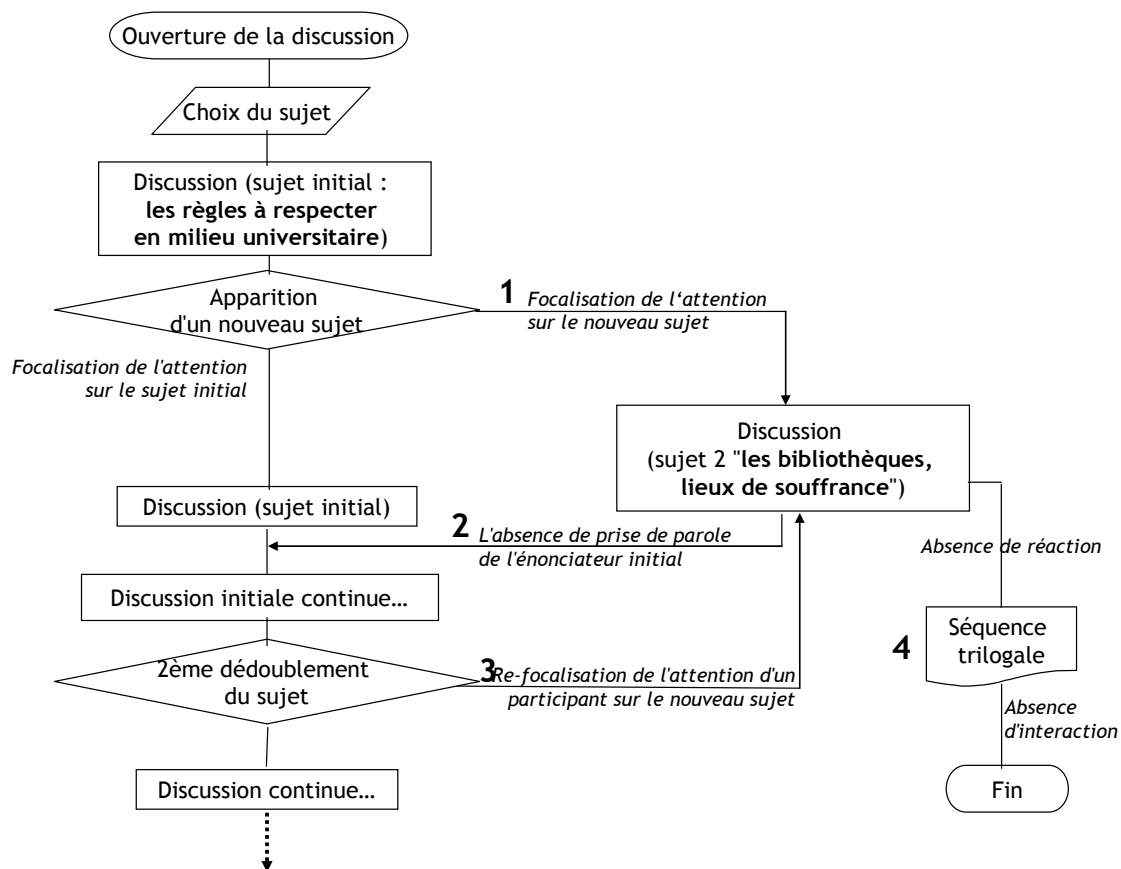 Ouverture de la discussion
Choix du sujet
Discussion (sujet initial :
les règles à respecter
en milieu universitaire)
Apparition
d'un nouveau sujet
1
Focalisation de l‘attention
sur le nouveau sujet
Focalisation de l'attention
sur le sujet initial
Discussion
(sujet 2 "les bibliothèques,
lieux de souffrance")
Discussion (sujet initial)
2
L'absence de prise de parole
de l'énonciateur initial
Absence de réaction
Discussion initiale continue…
4
Séquence
trilogale
2ème dédoublement
du sujet
3
Re-focalisation de l'attention d'un
participant sur le nouveau sujet
Absence
d'interaction
Discussion continue…
Fin